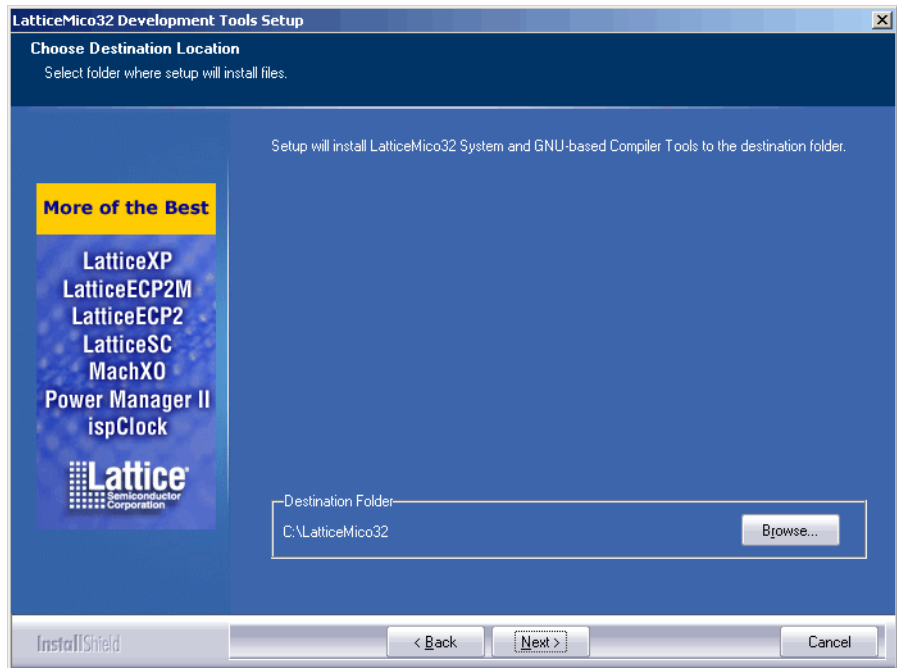 LatticeMico32 Development Tools Setup
Choose Destination Location
Select folder where setup will install files.
Setup will install LatticeMico32 System and GNU-based Compiler Tools to the destination folder.
More of the Best
LatticeXP
LatticeECP2M
LatticeECP2
LatticeSC
MachXO
Power Manager II
ispClock
Lattice
Semiconductor
Corporation
Destination Folder
C:\LatticeMico32
Browse...
InstallShield
< Back
Next >
Cancel